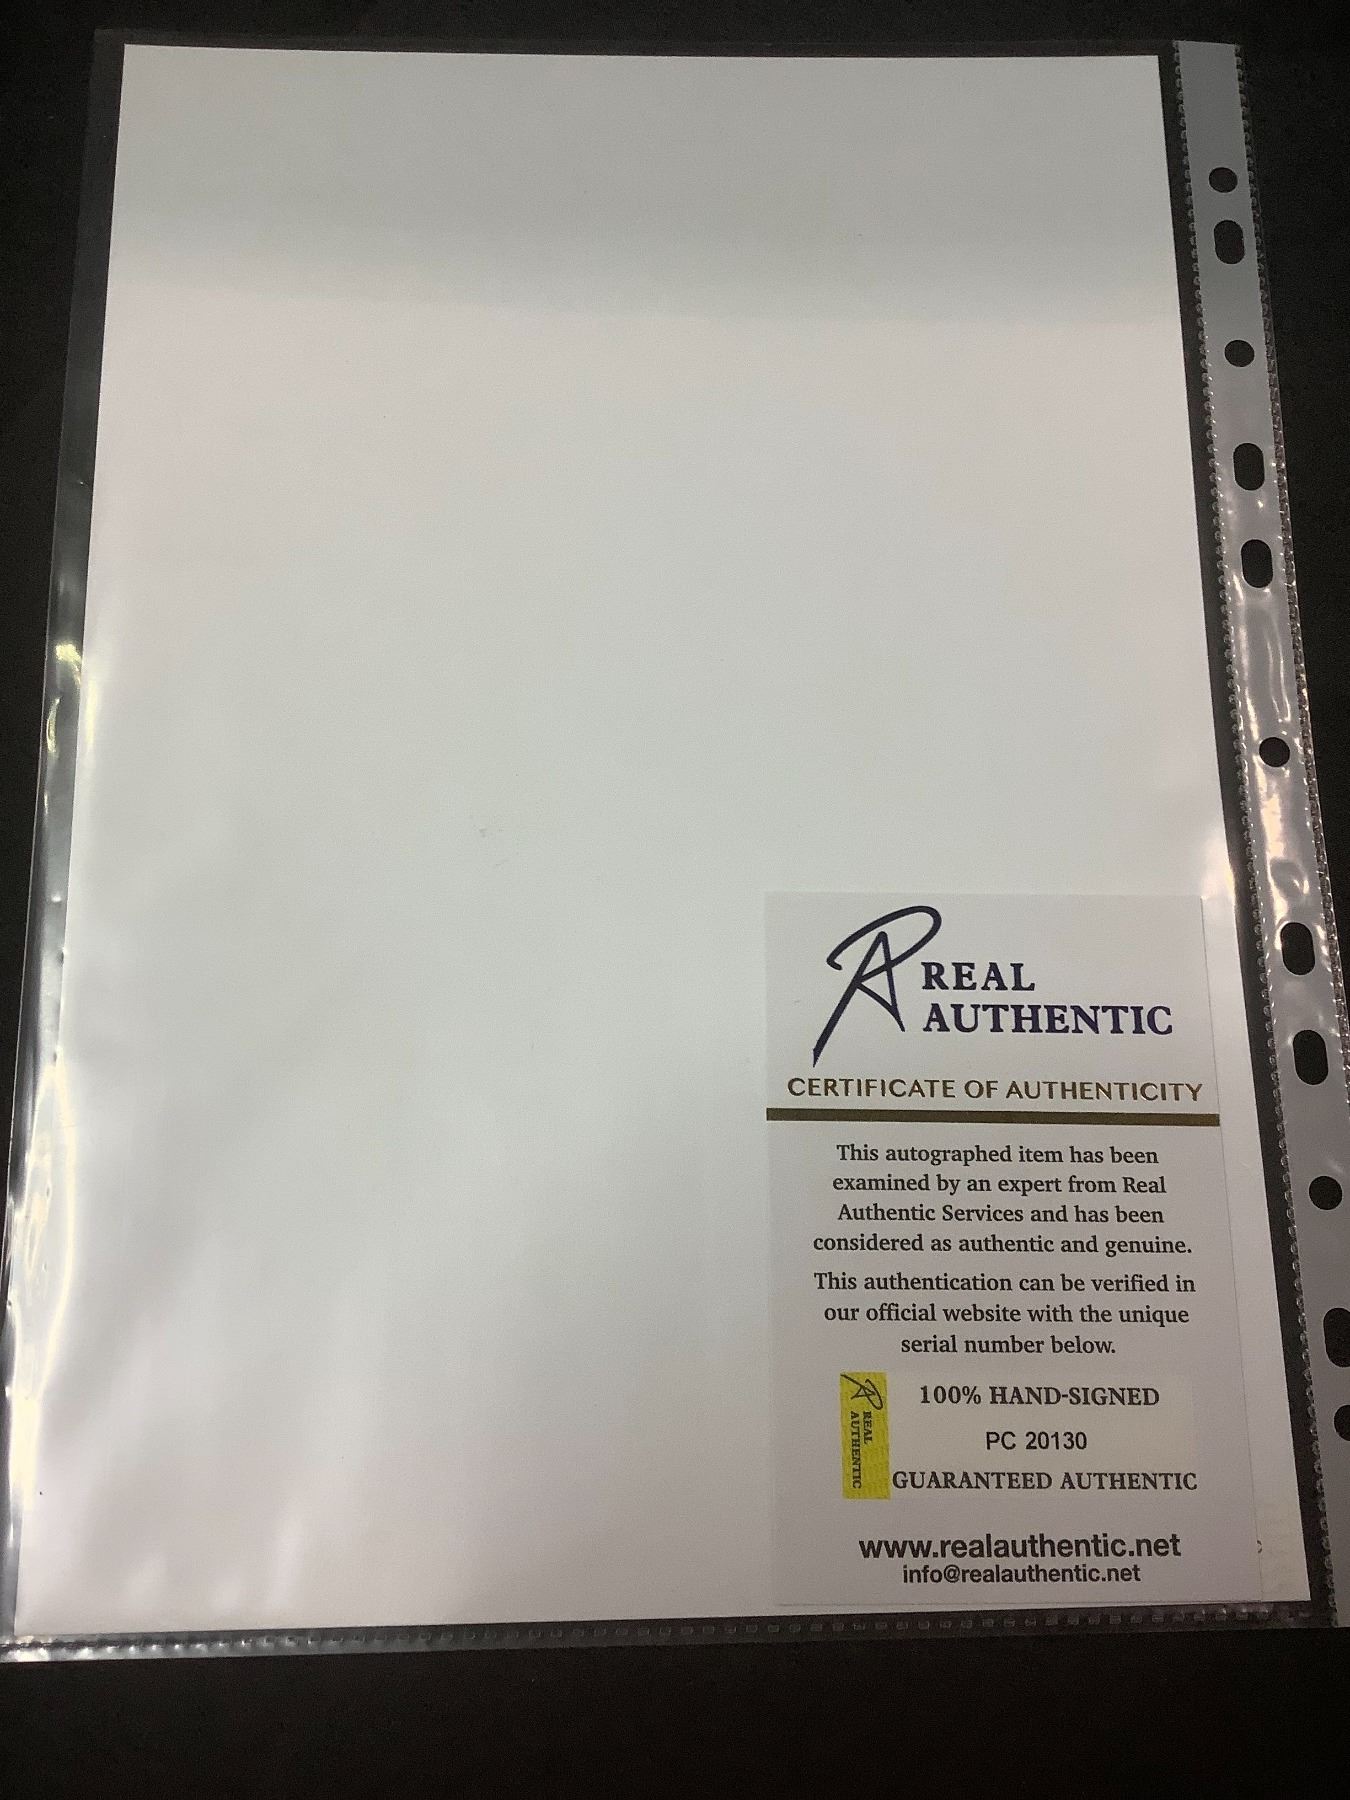 REAL
AUTHENTIC
CERTIFICATE OF AUTHENTICITY
This autographed item has been
examined by an expert from Real
Authentic Services and has been
considered as authentic and genuine.
This authentication can be verified in
our official website with the unique
serial number below.
REAL
AUTHENTIC
100% HAND-SIGNED
PC 20130
GUARANTEED AUTHENTIC
www.realauthentic.net
info@realauthentic.net